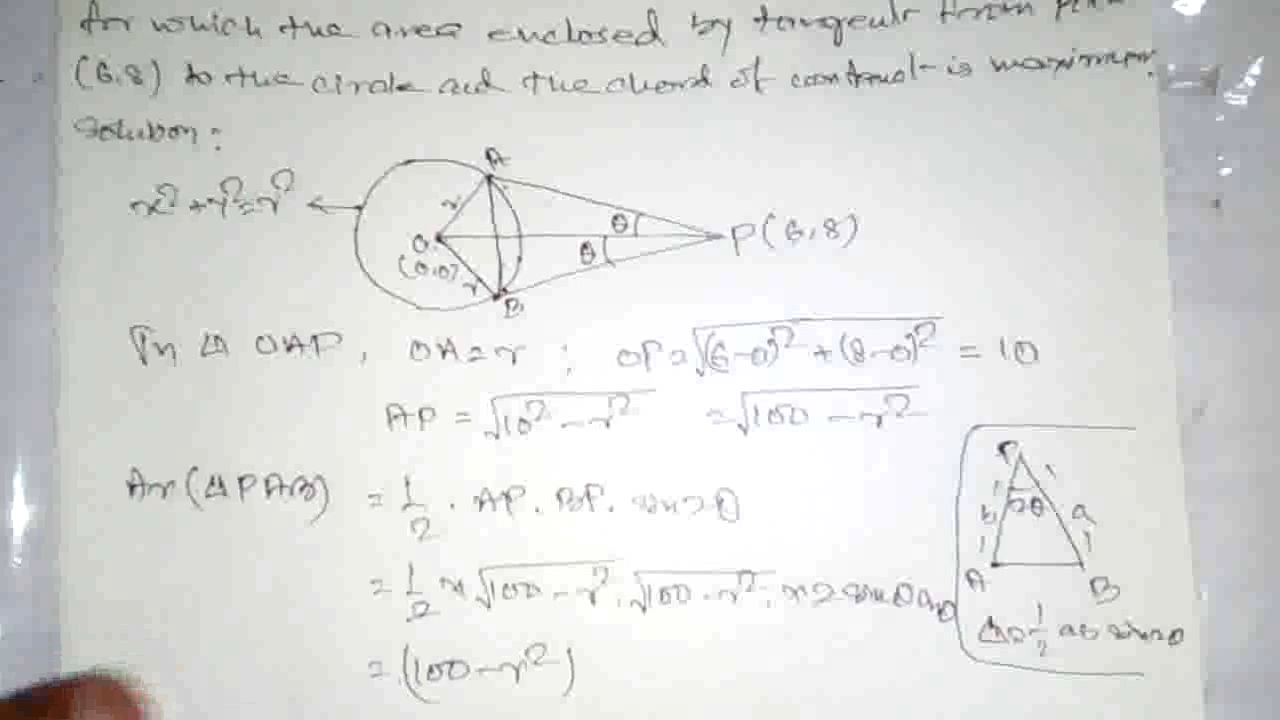 for which the area enclosed by tangents from
(6,8) to the circle and the chord of contact is maximum.
Solution:
x² + y² = r²
A
r
θ
O
(0,0)
θ
P(6,8)
r
B
In Δ OAP, OA = r ; OP = √(6-0)² + (8-0)² = 10
AP = √10² - r² = √100 - r²
Ar(ΔPAB) = 1/2 . AP . BP . sin2θ
= 1/2 × √100 - r² . √100 - r² . × 2 sinθ cosθ
= (100 - r²)
P
b
2θ
a
A
B
Δ = 1/2 ab sin2θ